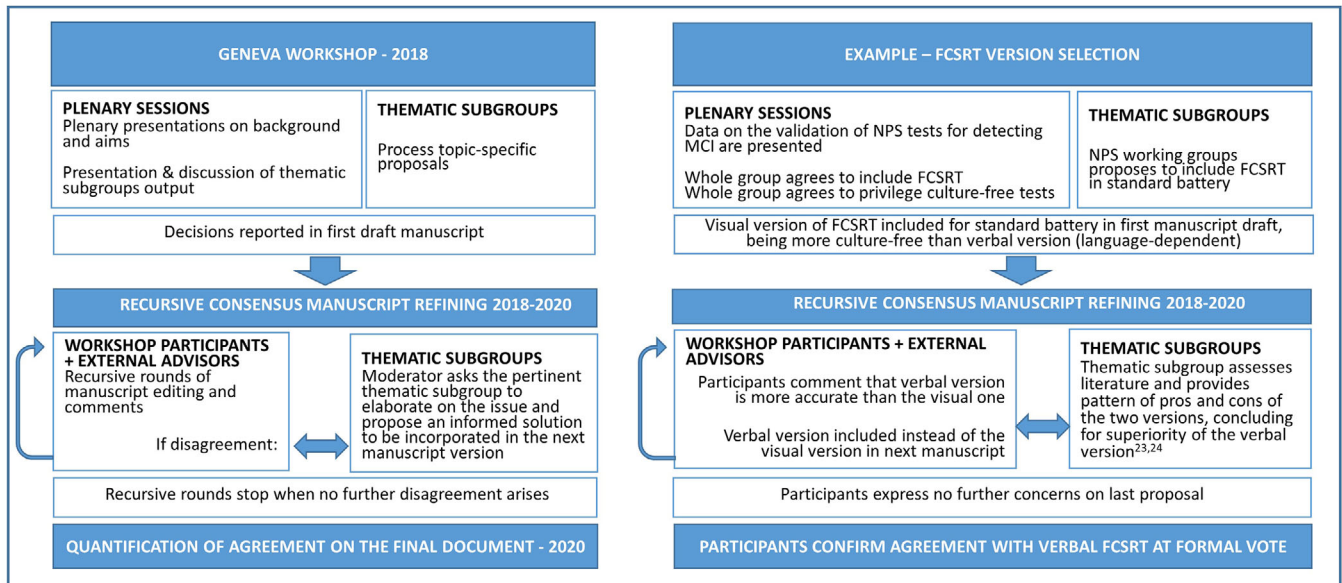 GENEVA WORKSHOP - 2018
PLENARY SESSIONS
Plenary presentations on background
and aims
Presentation & discussion of thematic
subgroups output
THEMATIC SUBGROUPS
Process topic-specific
proposals
Decisions reported in first draft manuscript
RECURSIVE CONSENSUS MANUSCRIPT REFINING 2018-2020
WORKSHOP PARTICIPANTS
+ EXTERNAL ADVISORS
Recursive rounds of
manuscript editing and
comments
If disagreement:
THEMATIC SUBGROUPS
Moderator asks the pertinent
thematic subgroup to
elaborate on the issue and
propose an informed solution
to be incorporated in the next
manuscript version
Recursive rounds stop when no further disagreement arises
QUANTIFICATION OF AGREEMENT ON THE FINAL DOCUMENT - 2020
EXAMPLE – FCSRT VERSION SELECTION
PLENARY SESSIONS
Data on the validation of NPS tests for detecting
MCI are presented
Whole group agrees to include FCSRT
Whole group agrees to privilege culture-free tests
THEMATIC SUBGROUPS
NPS working groups
proposes to include FCSRT
in standard battery
Visual version of FCSRT included for standard battery in first manuscript draft,
being more culture-free than verbal version (language-dependent)
RECURSIVE CONSENSUS MANUSCRIPT REFINING 2018-2020
WORKSHOP PARTICIPANTS + EXTERNAL
ADVISORS
Participants comment that verbal version
is more accurate than the visual one
Verbal version included instead of the
visual version in next manuscript
THEMATIC SUBGROUPS
Thematic subgroup assesses
literature and provides
pattern of pros and cons of
the two versions, concluding
for superiority of the verbal
version23,24
Participants express no further concerns on last proposal
PARTICIPANTS CONFIRM AGREEMENT WITH VERBAL FCSRT AT FORMAL VOTE